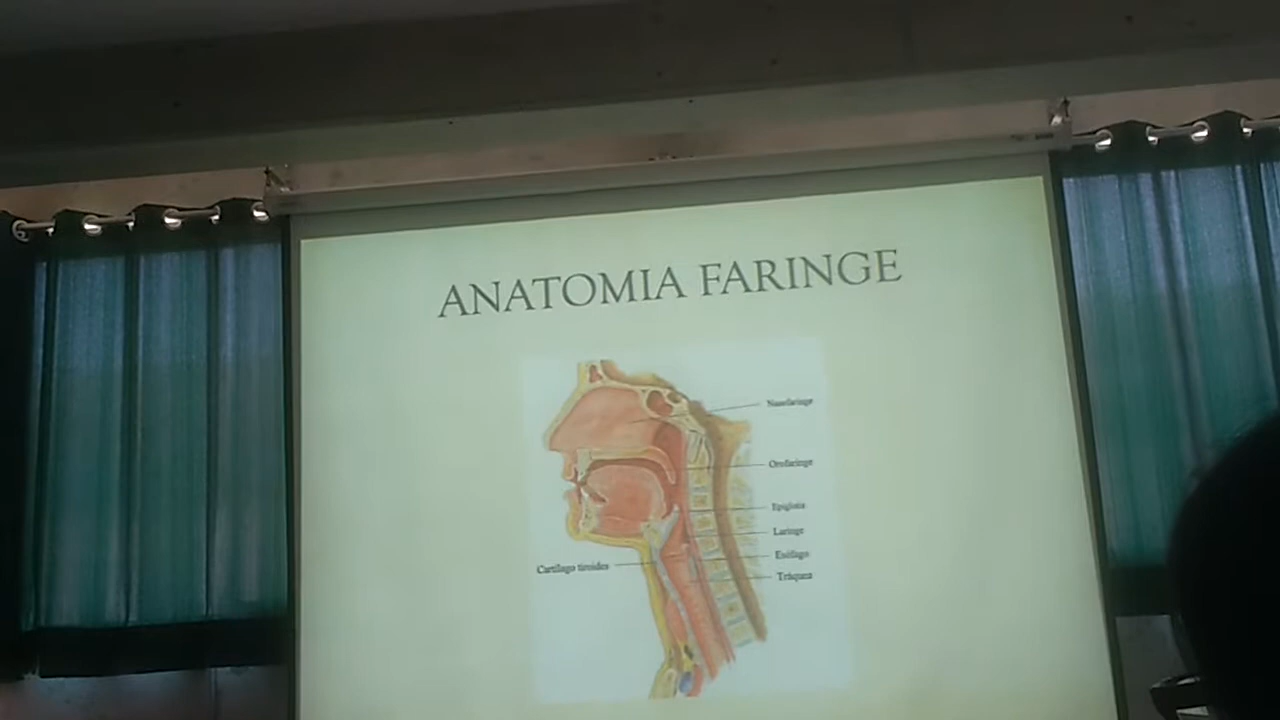 ANATOMIA FARINGE
Nasofaringe
Orofaringe
Epiglotis
Laringe
Esófago
Cartílago tiroides
Tráquea